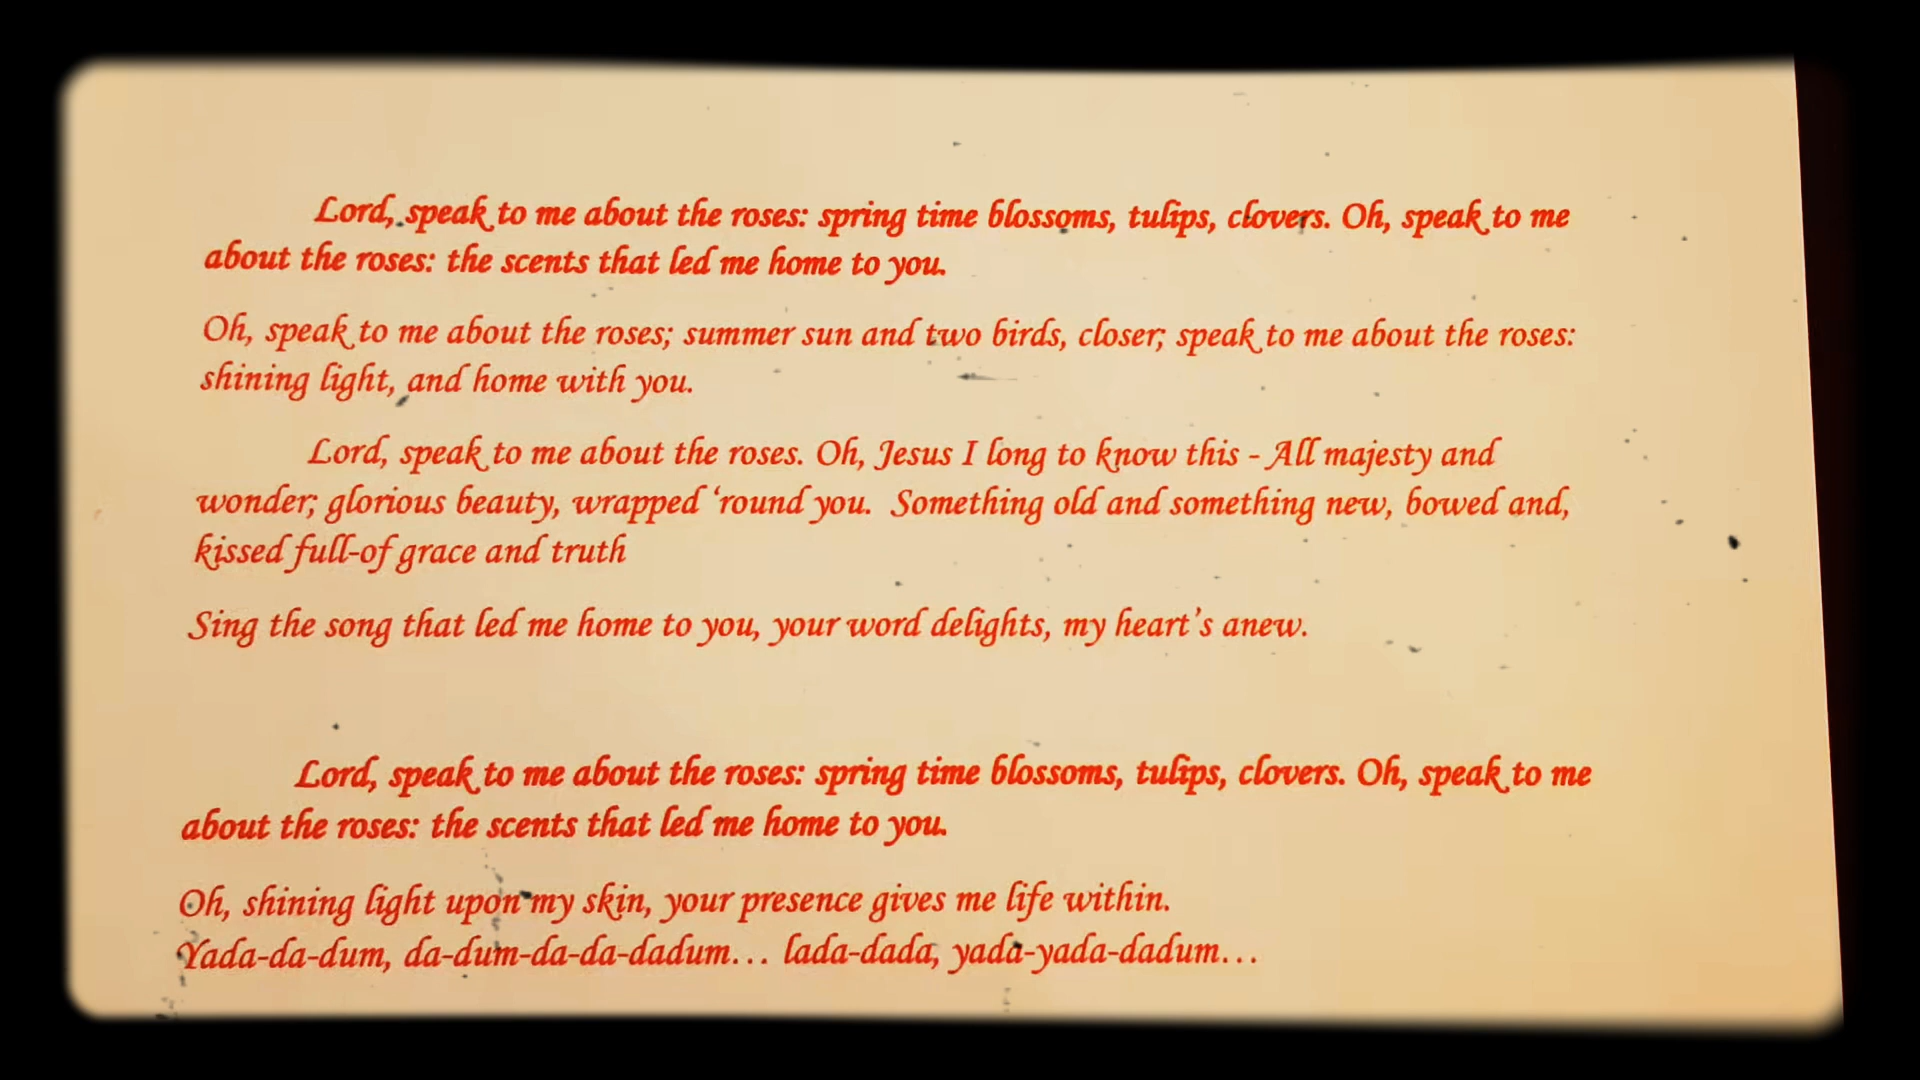 Lord, speak to me about the roses: spring time blossoms, tulips, clovers. Oh, speak to me
about the roses: the scents that led me home to you.
Oh, speak to me about the roses; summer sun and two birds, closer; speak to me about the roses:
shining light, and home with you.
Lord, speak to me about the roses. Oh, Jesus I long to know this - All majesty and
wonder; glorious beauty, wrapped ‘round you. Something old and something new, bowed and,
kissed full-of grace and truth
Sing the song that led me home to you, your word delights, my heart’s anew.
Lord, speak to me about the roses: spring time blossoms, tulips, clovers. Oh, speak to me
about the roses: the scents that led me home to you.
Oh, shining light upon my skin, your presence gives me life within.
Yada-da-dum, da-dum-da-da-dadum… lada-dada, yada-yada-dadum…